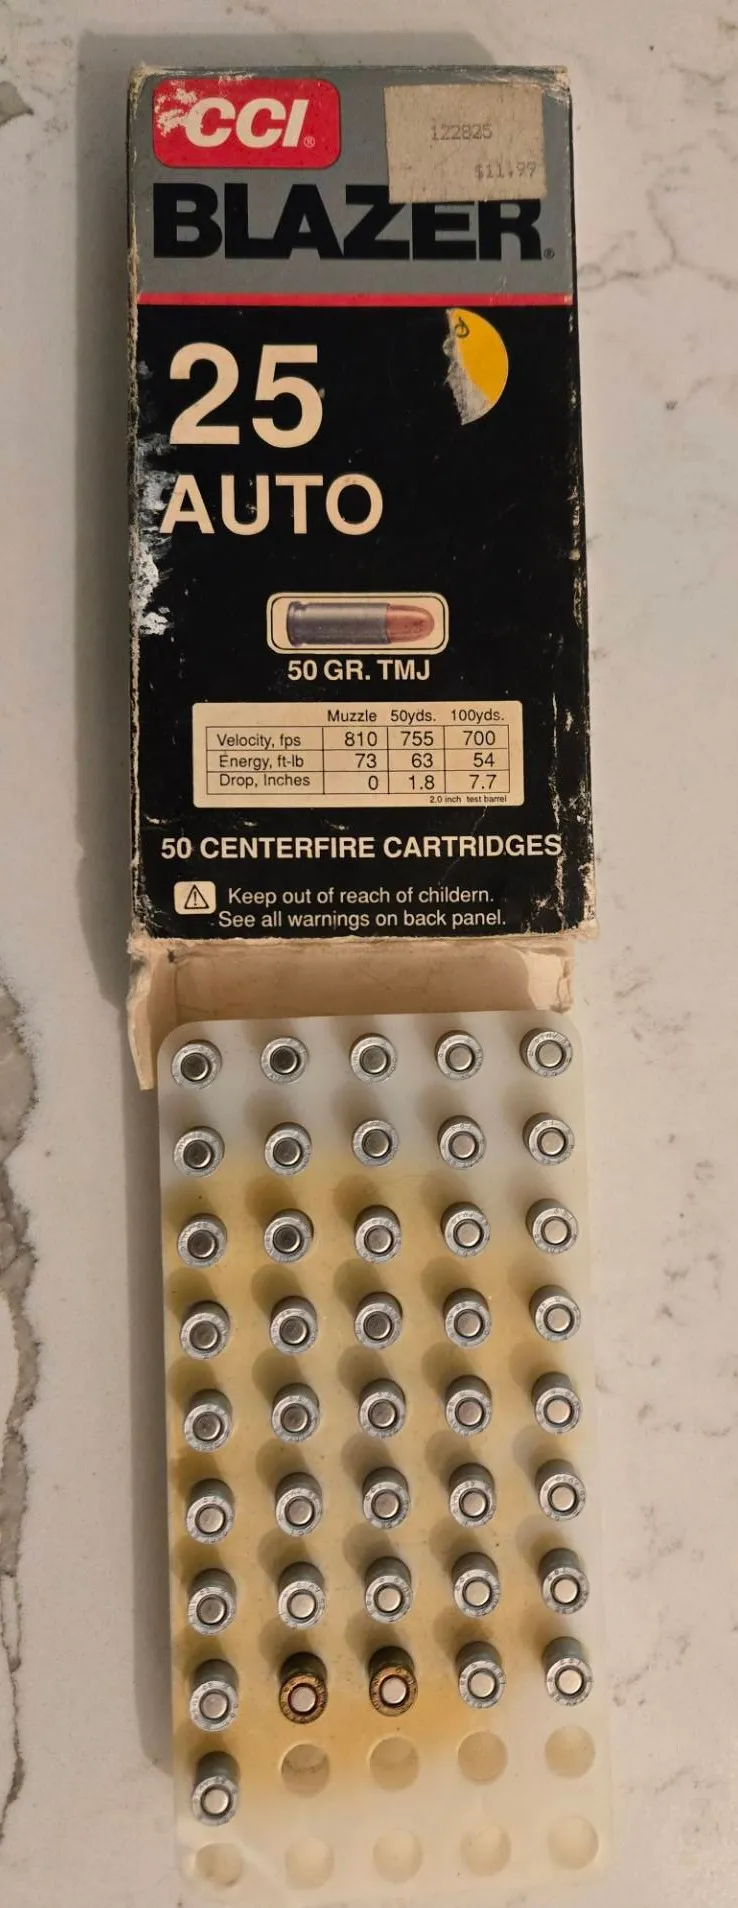 CCI®
122825
$11.99
BLAZER®
25
AUTO
50 GR. TMJ
Muzzle 50yds. 100yds.
Velocity, fps 810 755 700
Energy, ft-lb 73 63 54
Drop, Inches 0 1.8 7.7
2.0 inch test barrel
50 CENTERFIRE CARTRIDGES
Keep out of reach of childern.
See all warnings on back panel.